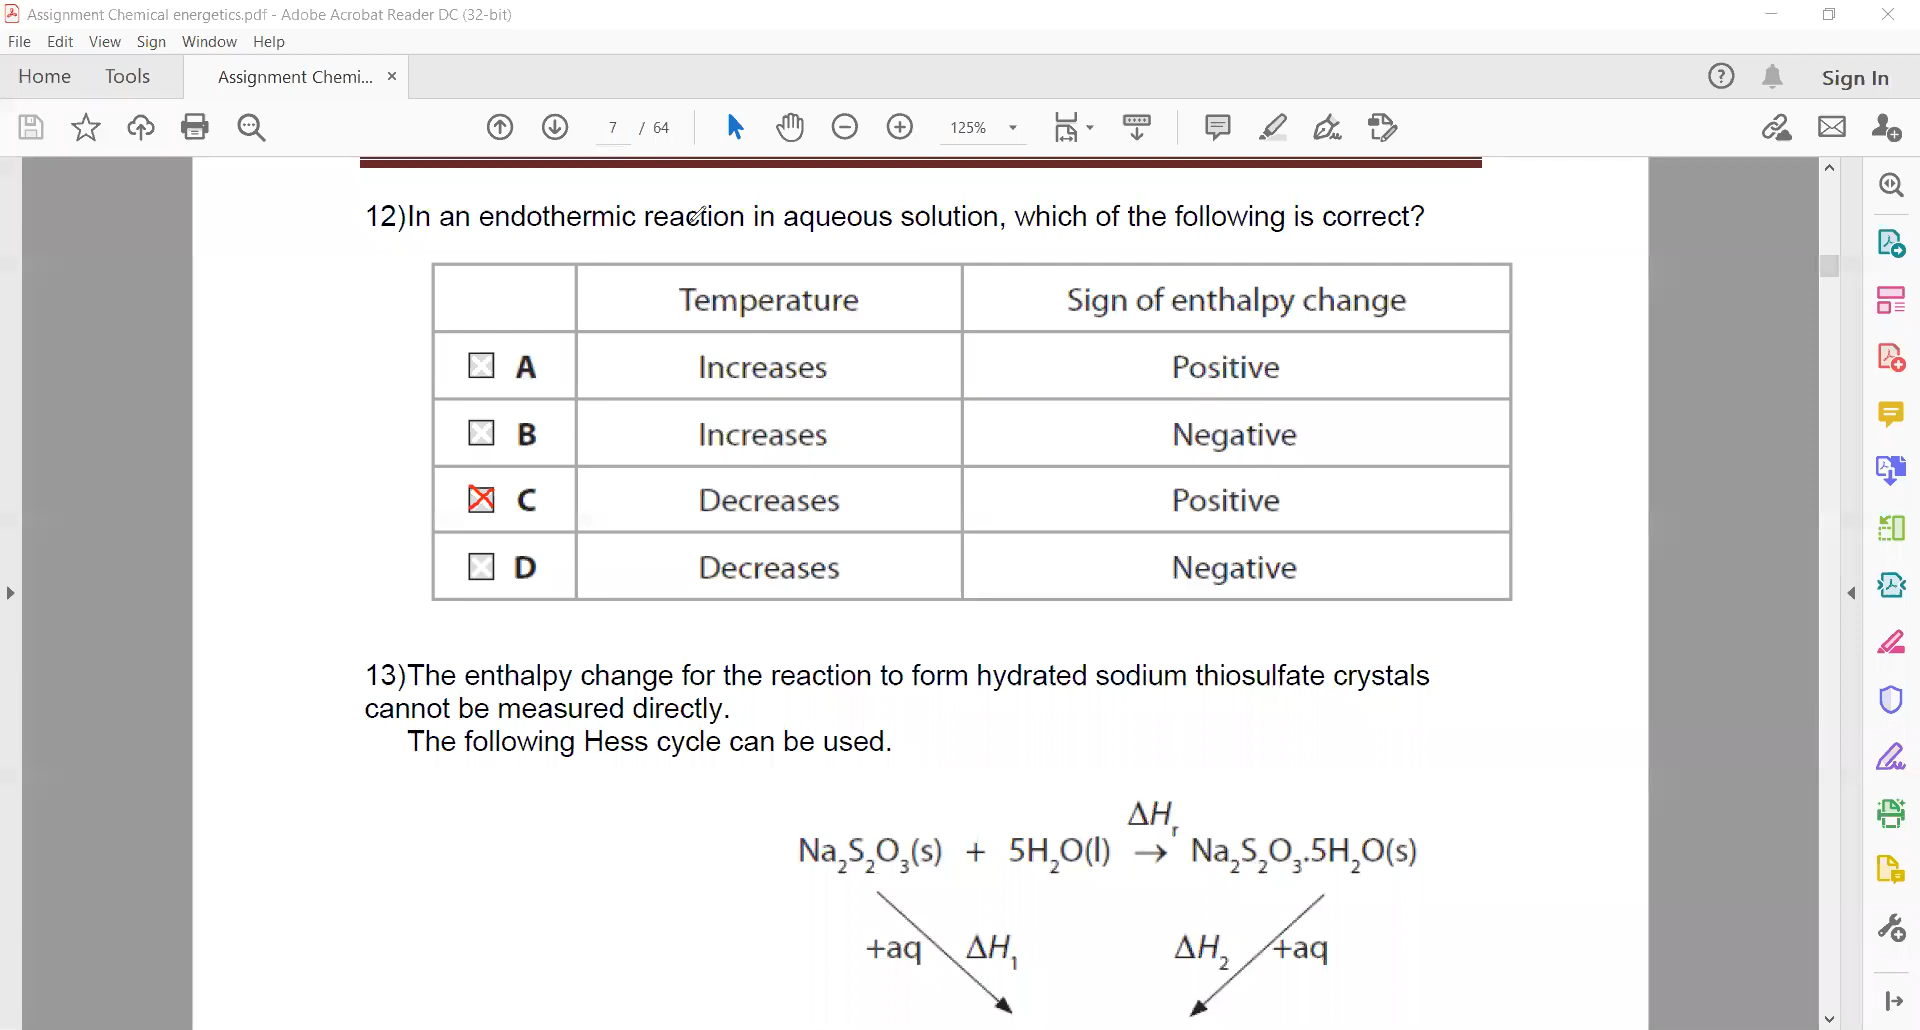 Assignment Chemical energetics.pdf - Adobe Acrobat Reader DC (32-bit)
File Edit View Sign Window Help
Home Tools Assignment Chemi... × Sign In
7 / 64 125%
12)In an endothermic reaction in aqueous solution, which of the following is correct?
Temperature Sign of enthalpy change
A Increases Positive
B Increases Negative
C Decreases Positive
D Decreases Negative
13)The enthalpy change for the reaction to form hydrated sodium thiosulfate crystals
cannot be measured directly.
The following Hess cycle can be used.
ΔHr
Na2S2O3(s) + 5H2O(l) → Na2S2O3.5H2O(s)
+aq ΔH1 ΔH2 +aq